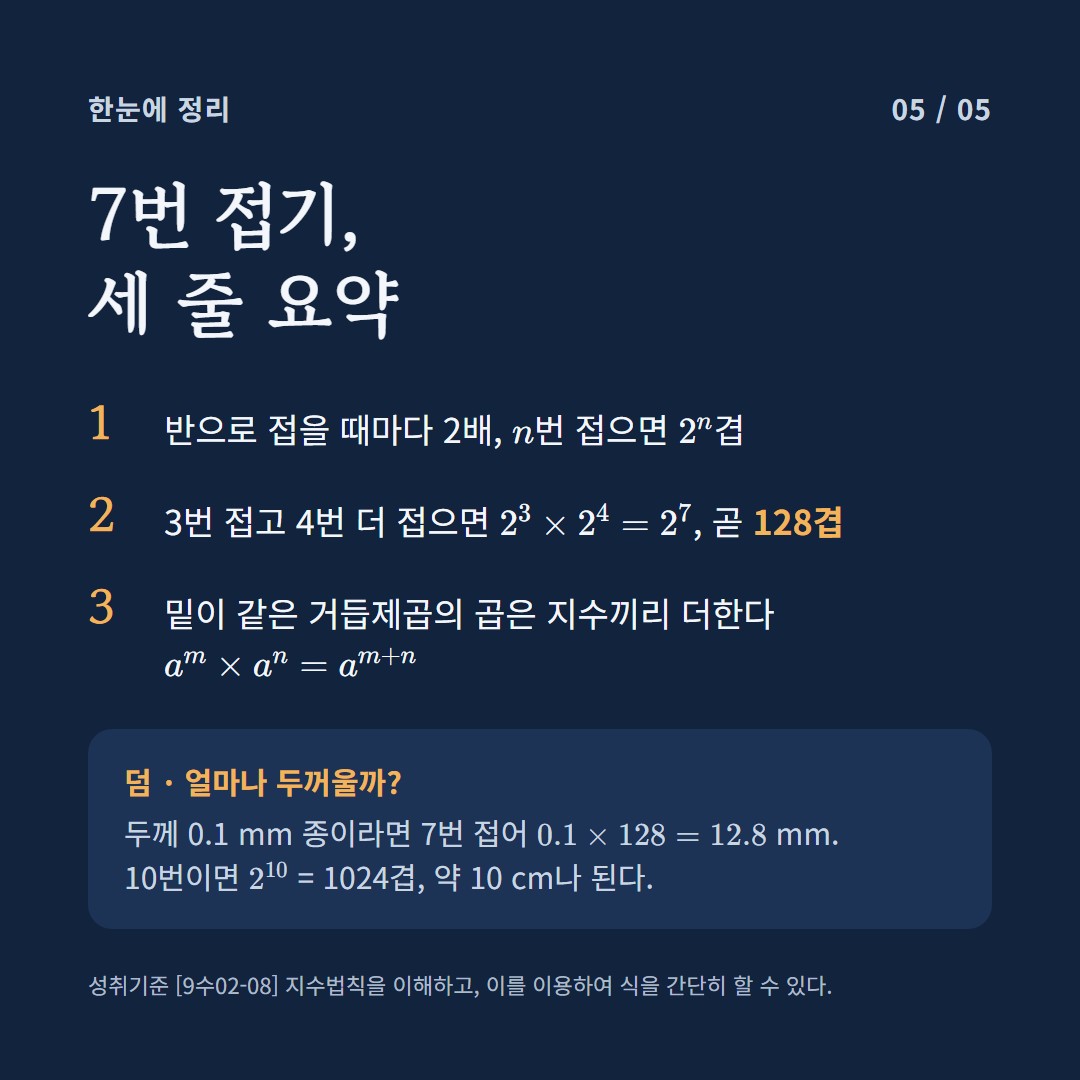 한눈에 정리
05 / 05
7번 접기,
세 줄 요약
1 반으로 접을 때마다 2배, n번 접으면 2ⁿ겹
2 3번 접고 4번 더 접으면 2³ × 2⁴ = 2⁷, 곧 128겹
3 밑이 같은 거듭제곱의 곱은 지수끼리 더한다
aᵐ × aⁿ = aᵐ⁺ⁿ
덤 · 얼마나 두꺼울까?
두께 0.1 mm 종이라면 7번 접어 0.1 × 128 = 12.8 mm.
10번이면 2¹⁰ = 1024겹, 약 10 cm나 된다.
성취기준 [9수02-08] 지수법칙을 이해하고, 이를 이용하여 식을 간단히 할 수 있다.